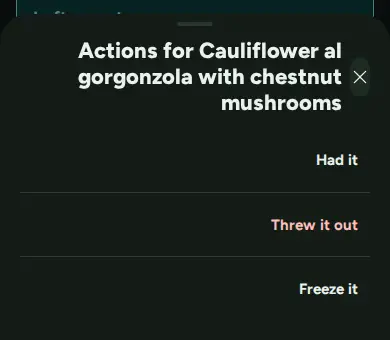 Actions for Cauliflower al
gorgonzola with chestnut
mushrooms
Had it
Threw it out
Freeze it